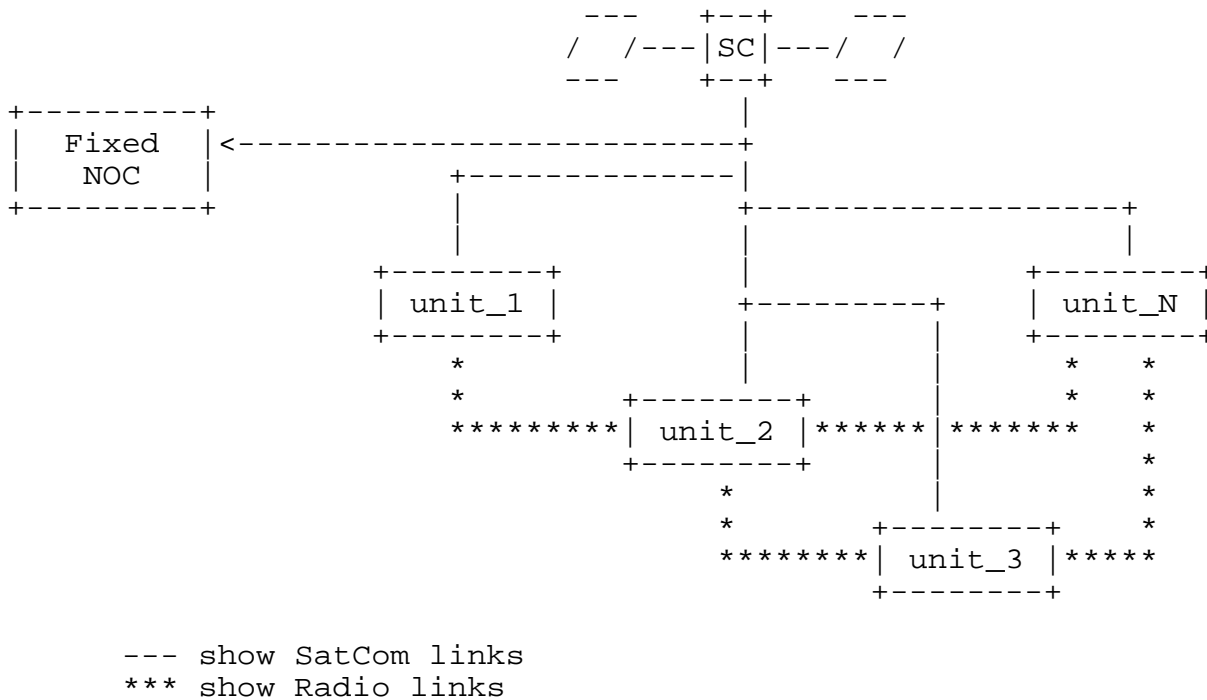 SC
Fixed
NOC
unit_1
unit_N
unit_2
unit_3
--- show SatCom links
*** show Radio links